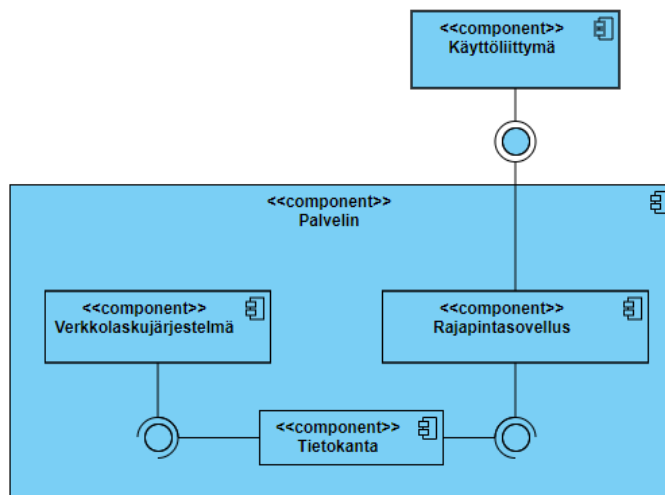 <<component>>
Käyttöliittymä
<<component>>
Palvelin
<<component>>
Verkkolaskujärjestelmä
<<component>>
Rajapintasovellus
<<component>>
Tietokanta